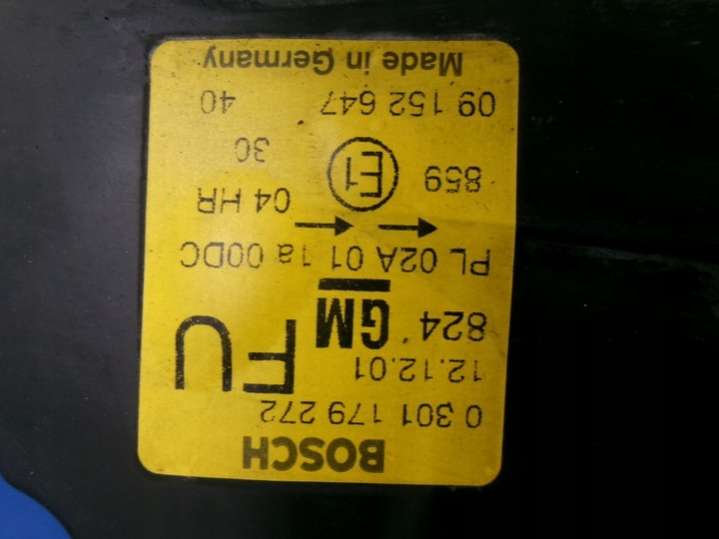 BOSCH
0 301 179 272
12.12.01 FU
824 GM
PL 02A 01 1a 00DC
859 E1 04 HR
30
09 152 647 40
Made in Germany